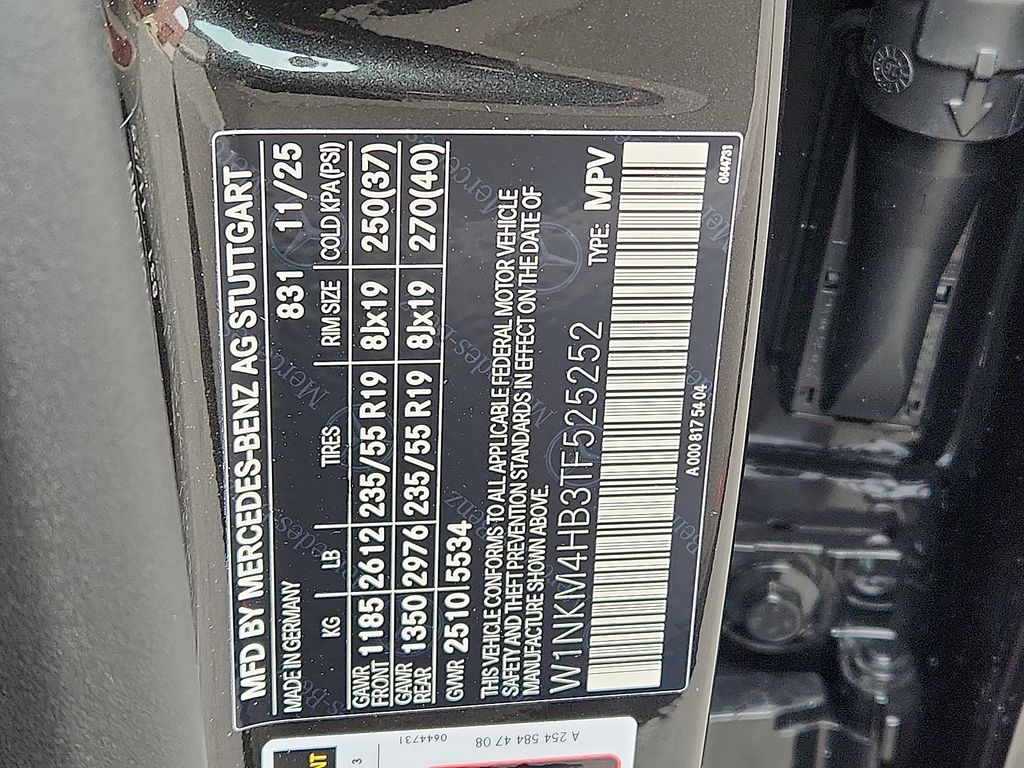 MFD BY MERCEDES-BENZ AG STUTTGART
MADE IN GERMANY 831 11/25
KG LB TIRES RIM SIZE COLD KPA(PSI)
GAWR FRONT 1185 2612 235/55 R19 8Jx19 250(37)
GAWR REAR 1350 2976 235/55 R19 8Jx19 270(40)
GVWR 2510 5534
THIS VEHICLE CONFORMS TO ALL APPLICABLE FEDERAL MOTOR VEHICLE
SAFETY AND THEFT PREVENTION STANDARDS IN EFFECT ON THE DATE OF
MANUFACTURE SHOWN ABOVE.
W1NKM4HB3TF525252 TYPE: MPV
A 000 817 54 04 0644731
A 254 584 47 08
0644731